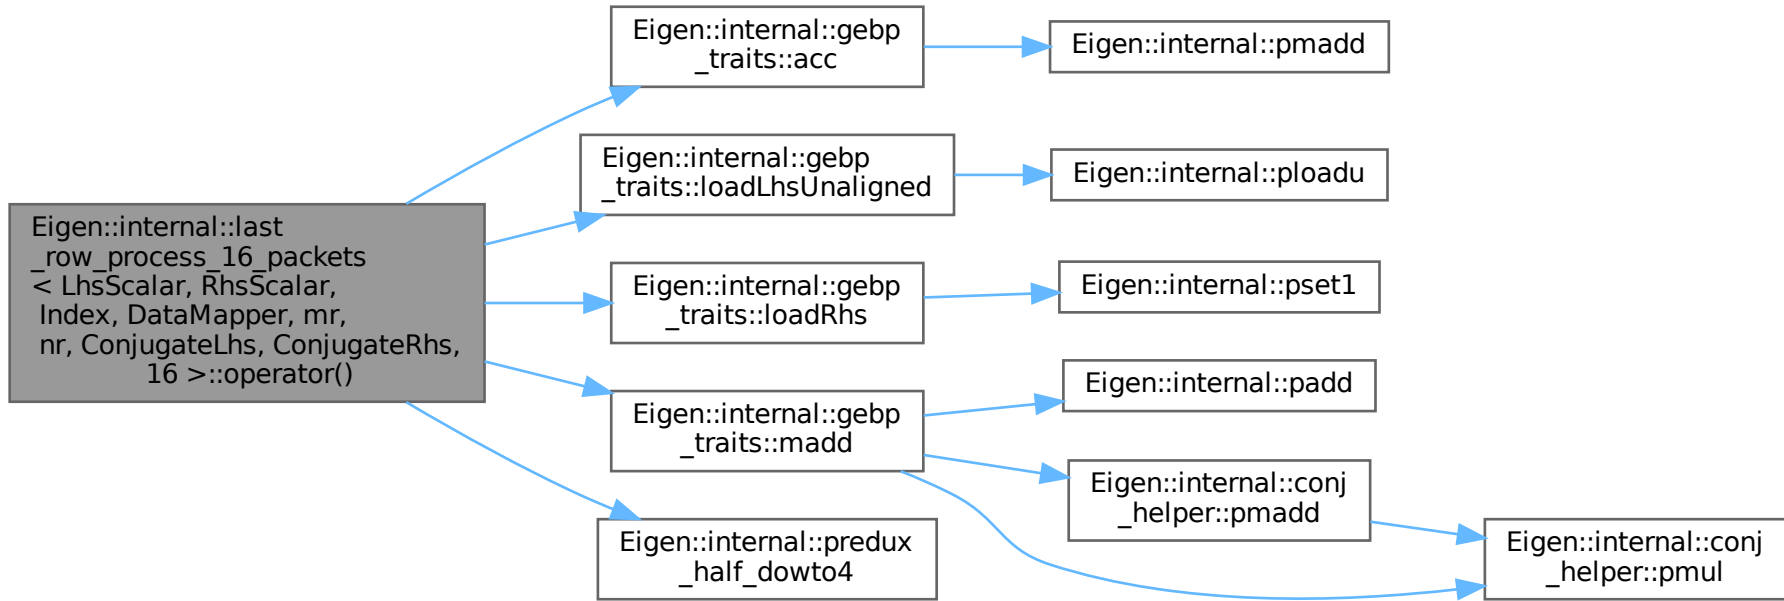 Eigen::internal::last
_row_process_16_packets
< LhsScalar, RhsScalar,
Index, DataMapper, mr,
nr, ConjugateLhs, ConjugateRhs,
16 >::operator()
Eigen::internal::gebp
_traits::acc
Eigen::internal::pmadd
Eigen::internal::gebp
_traits::loadLhsUnaligned
Eigen::internal::ploadu
Eigen::internal::gebp
_traits::loadRhs
Eigen::internal::pset1
Eigen::internal::gebp
_traits::madd
Eigen::internal::padd
Eigen::internal::conj
_helper::pmadd
Eigen::internal::conj
_helper::pmul
Eigen::internal::predux
_half_dowto4